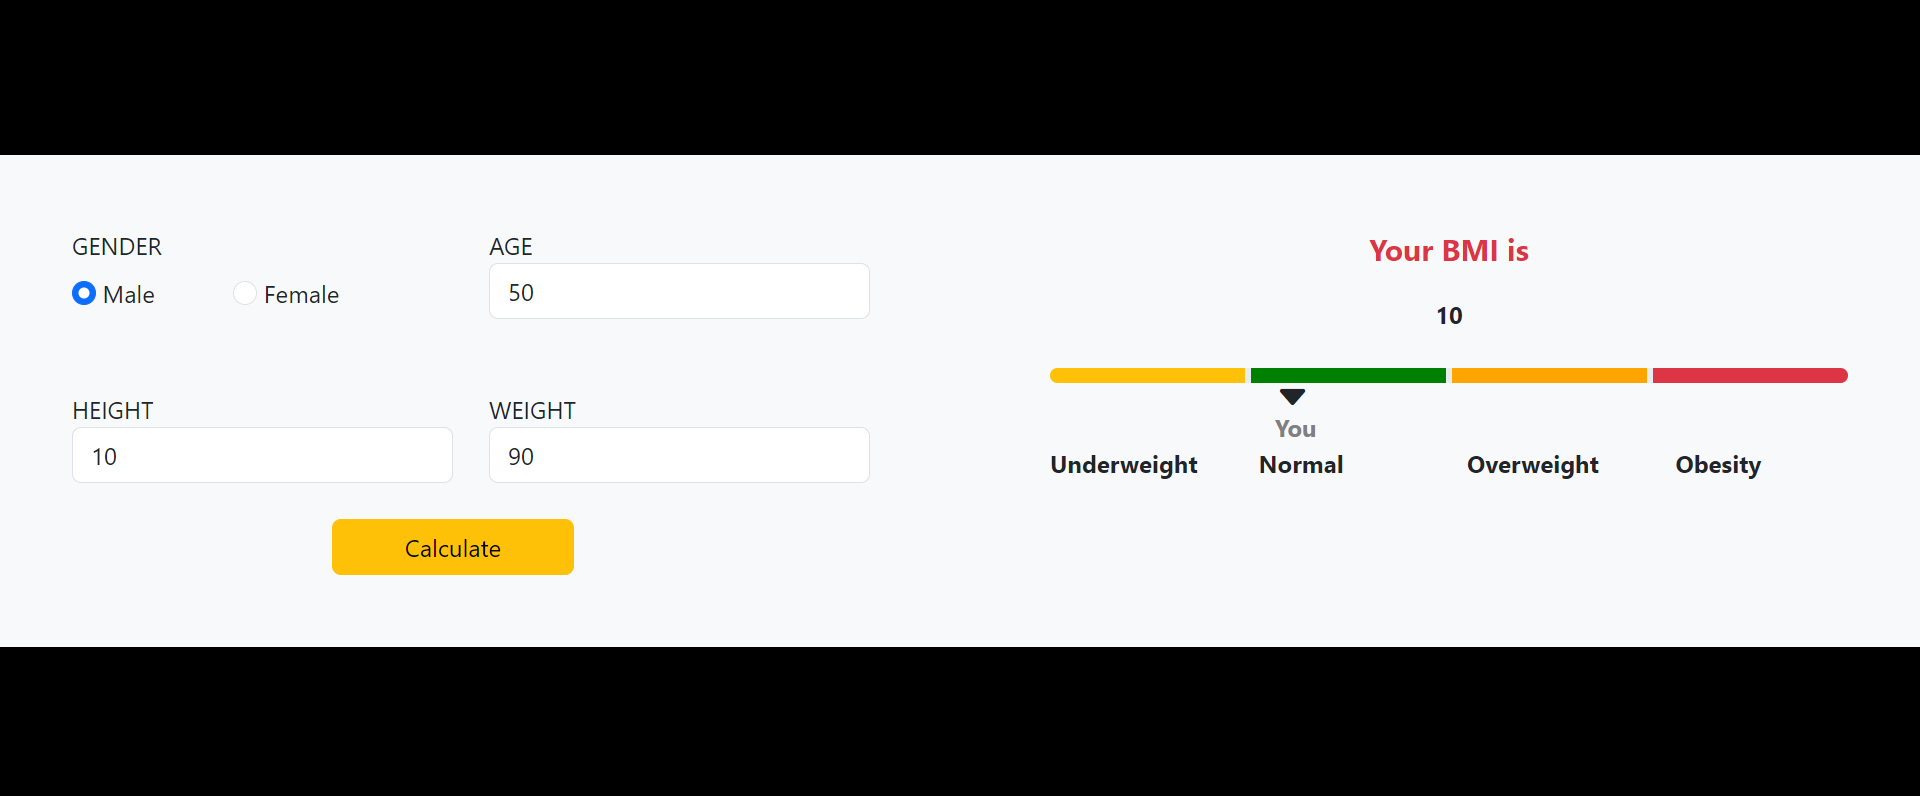 GENDER
Male Female
AGE
50
HEIGHT
10
WEIGHT
90
Calculate
Your BMI is
10
You
Underweight Normal Overweight Obesity